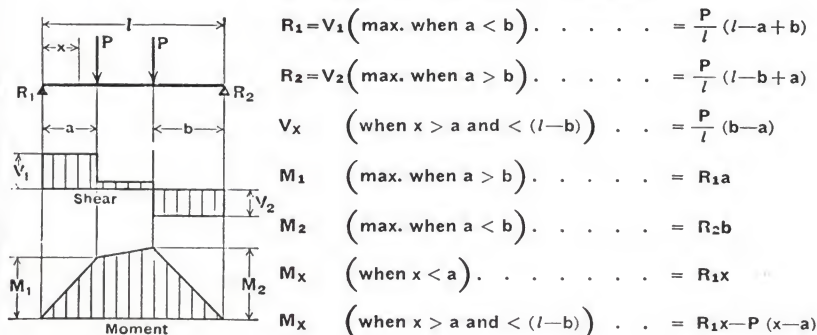 l
x
P
P
R₁
R₂
a
b
V₁
Shear
V₂
M₁
M₂
Moment
R₁ = V₁ (max. when a < b) . . . . . = P/l (l—a+b)
R₂ = V₂ (max. when a > b) . . . . . = P/l (l—b+a)
Vₓ (when x > a and < (l—b)) . . = P/l (b—a)
M₁ (max. when a > b) . . . . . = R₁a
M₂ (max. when a < b) . . . . . = R₂b
Mₓ (when x < a) . . . . . . = R₁x
Mₓ (when x > a and < (l—b)) . . = R₁x—P (x—a)